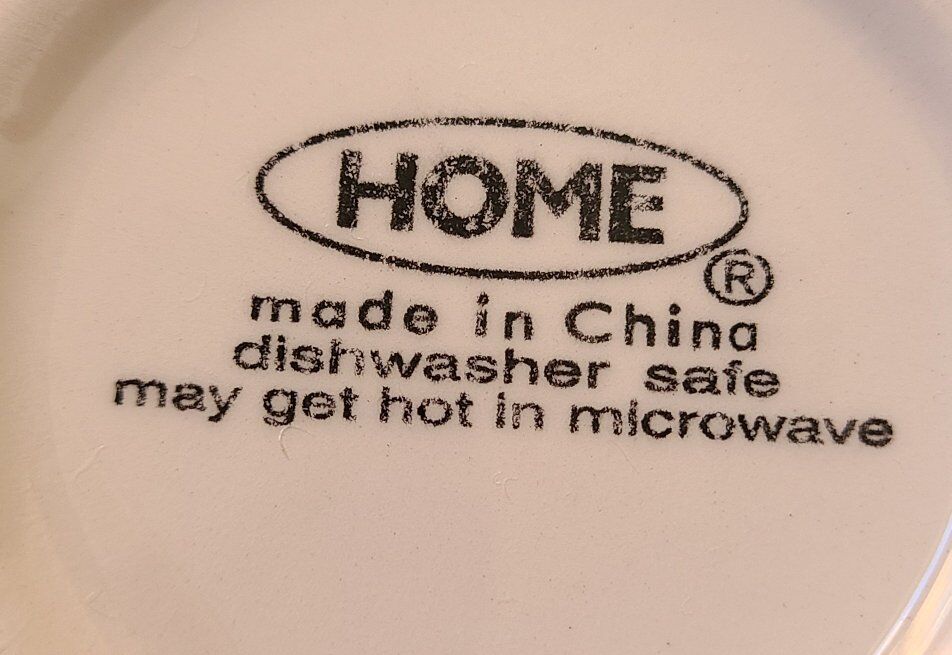 HOME
®
made in China
dishwasher safe
may get hot in microwave